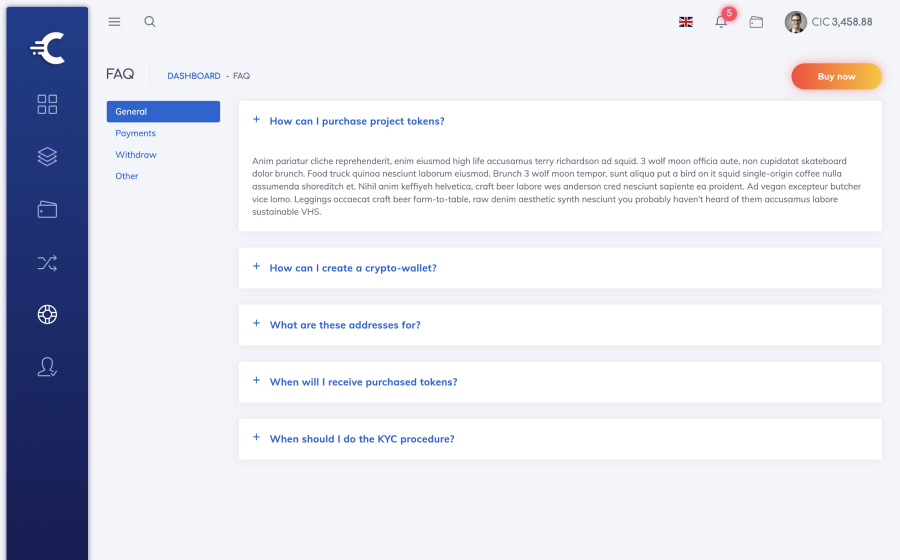 5
CIC 3,458.88
FAQ
DASHBOARD - FAQ
Buy now
General
Payments
Withdraw
Other
+ How can I purchase project tokens?
Anim pariatur cliche reprehenderit, enim eiusmod high life accusamus terry richardson ad squid. 3 wolf moon officia aute, non cupidatat skateboard
dolor brunch. Food truck quinoa nesciunt laborum eiusmod. Brunch 3 wolf moon tempor, sunt aliqua put a bird on it squid single-origin coffee nulla
assumenda shoreditch et. Nihil anim keffiyeh helvetica, craft beer labore wes anderson cred nesciunt sapiente ea proident. Ad vegan excepteur butcher
vice lomo. Leggings occaecat craft beer farm-to-table, raw denim aesthetic synth nesciunt you probably haven't heard of them accusamus labore
sustainable VHS.
+ How can I create a crypto-wallet?
+ What are these addresses for?
+ When will I receive purchased tokens?
+ When should I do the KYC procedure?